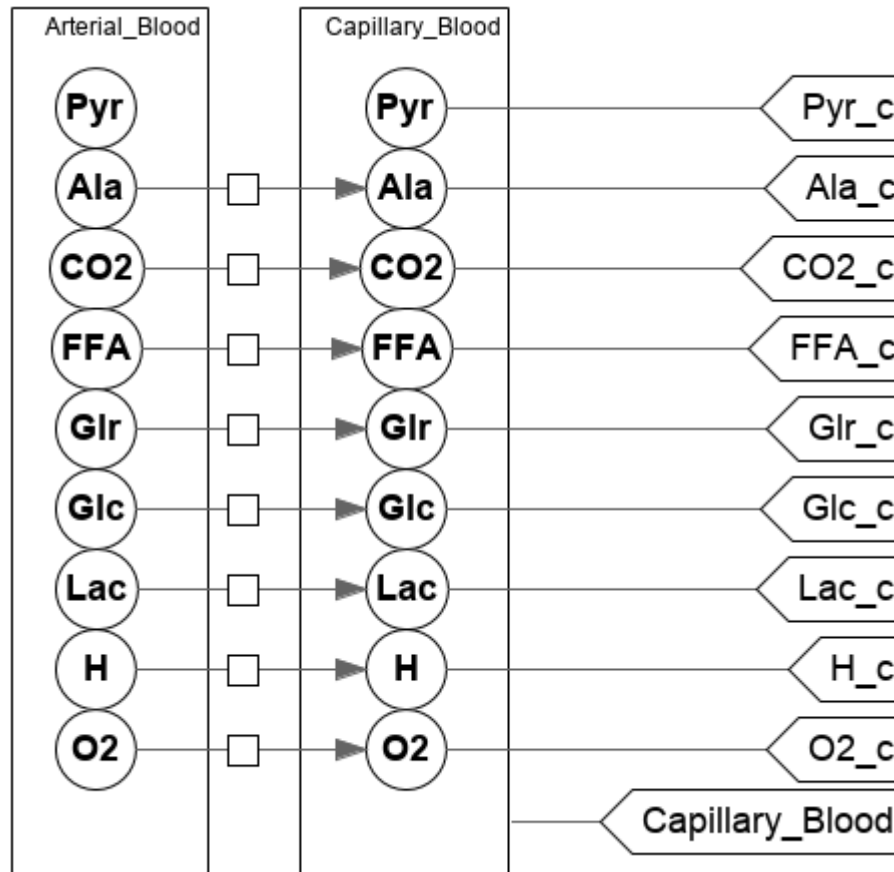 Arterial_Blood Capillary_Blood
Pyr Pyr Pyr_c
Ala Ala Ala_c
CO2 CO2 CO2_c
FFA FFA FFA_c
Glr Glr Glr_c
Glc Glc Glc_c
Lac Lac Lac_c
H H H_c
O2 O2 O2_c
Capillary_Blood